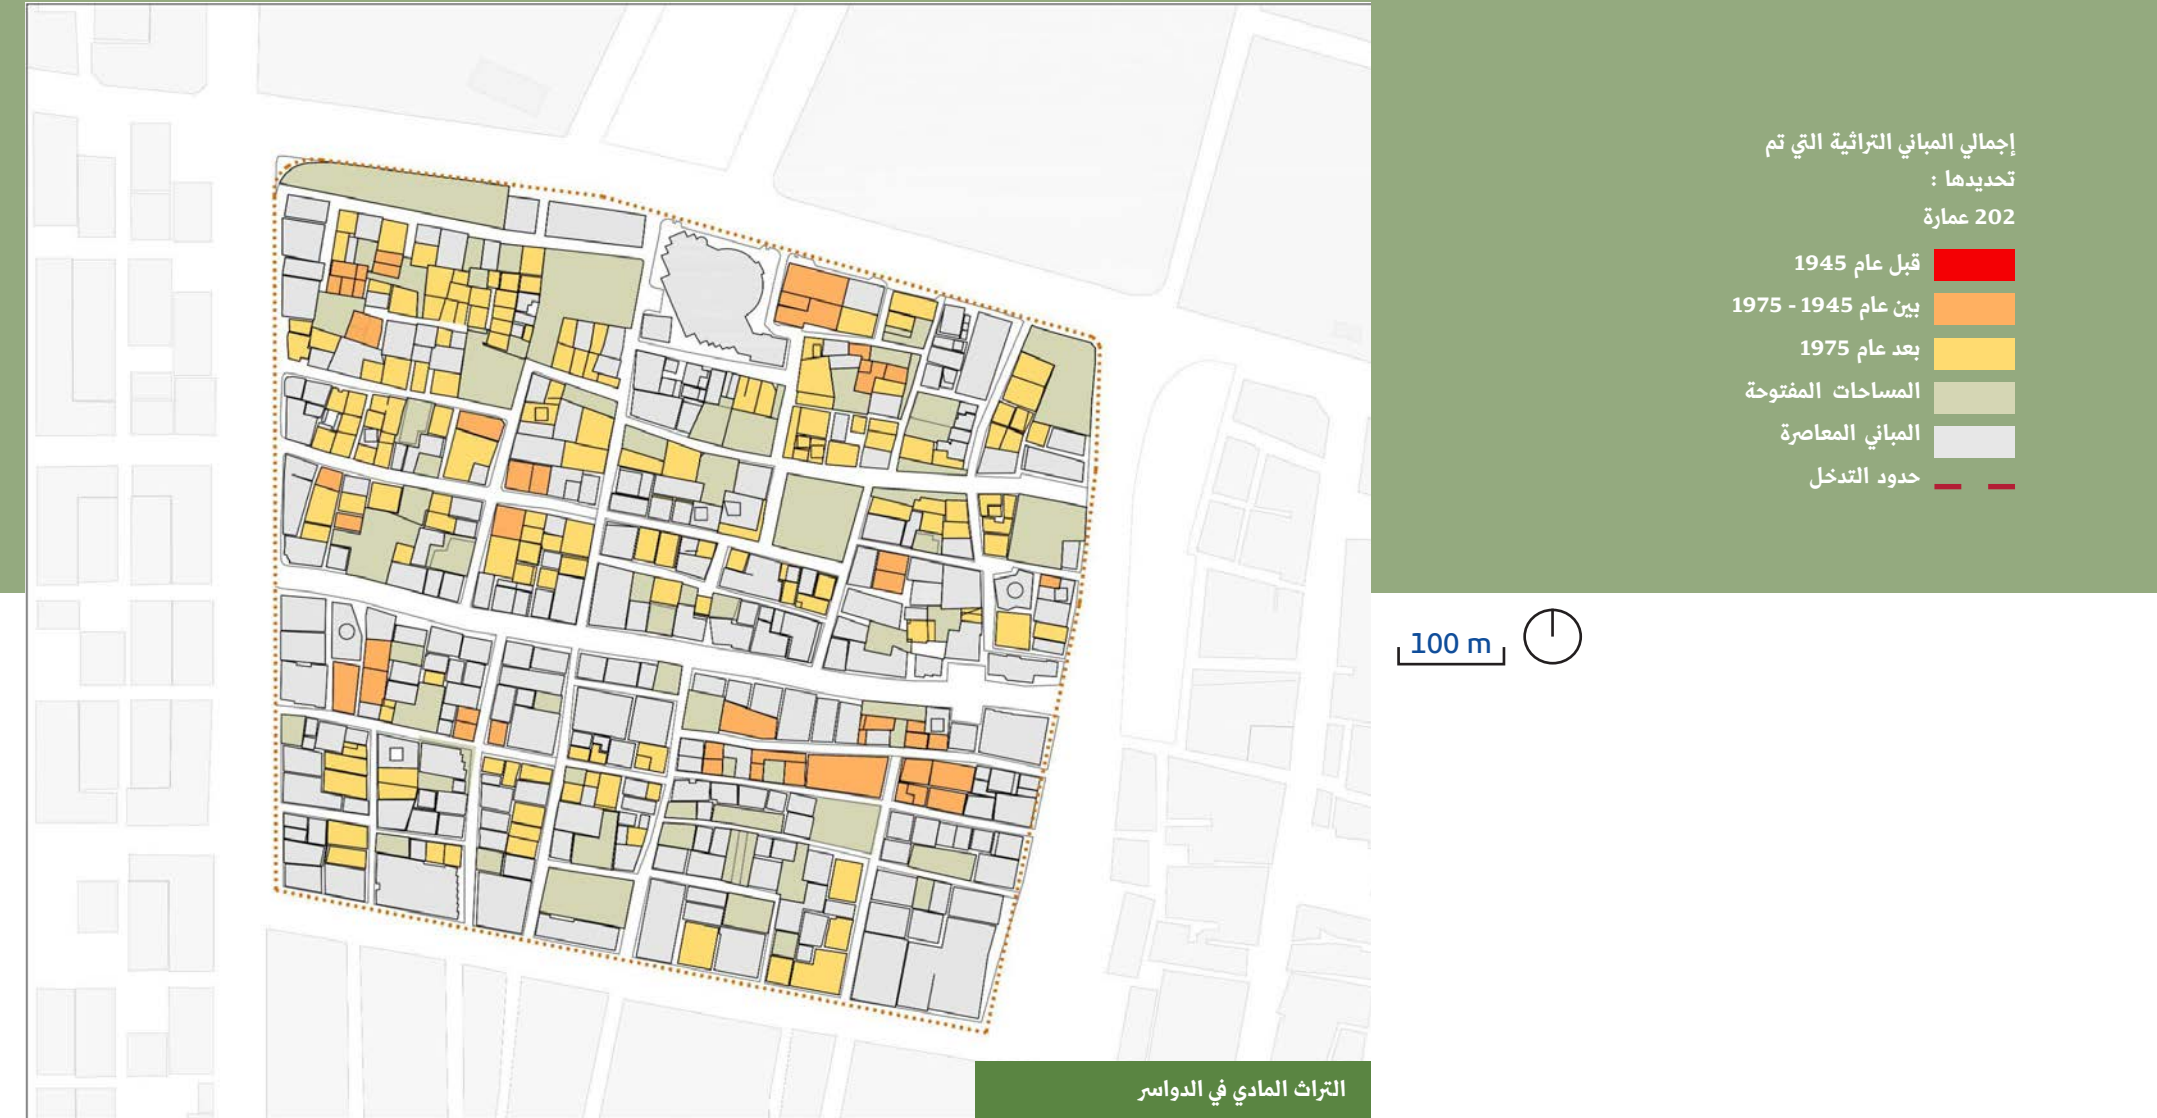 إجمالي المباني التراثية التي تم
تحديدها :
202 عمارة
قبل عام 1945
بين عام 1945 - 1975
بعد عام 1975
المساحات المفتوحة
المباني المعاصرة
حدود التدخل
100 m
التراث المادي في الدواسر